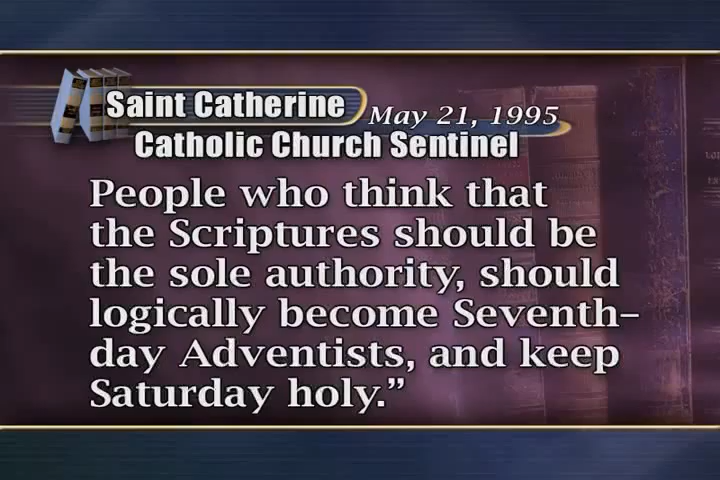 Saint Catherine May 21, 1995
Catholic Church Sentinel
People who think that
the Scriptures should be
the sole authority, should
logically become Seventh-
day Adventists, and keep
Saturday holy.”